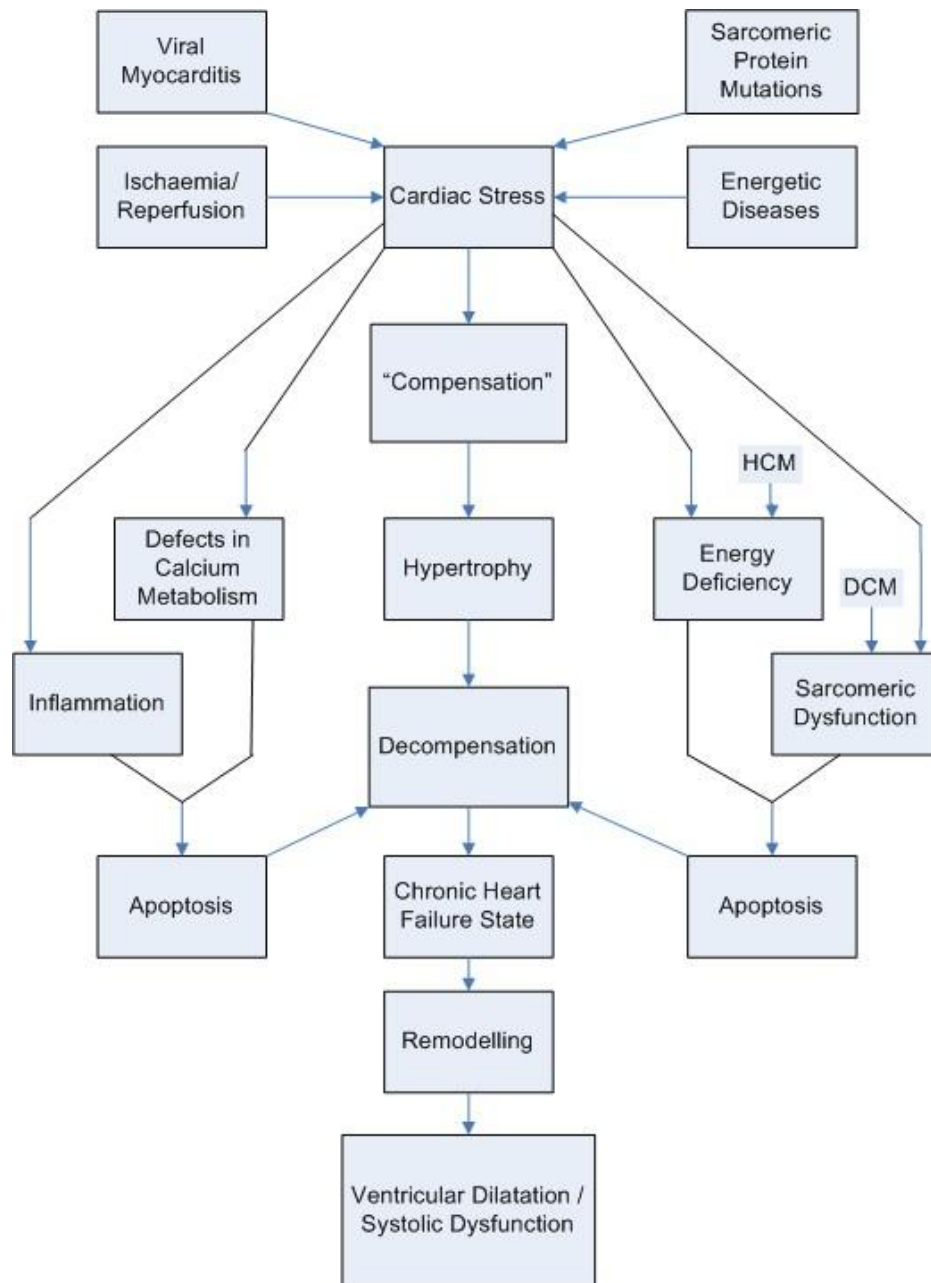 Viral
Myocarditis
Sarcomeric
Protein
Mutations
Ischaemia/
Reperfusion
Cardiac Stress
Energetic
Diseases
“Compensation”
HCM
Defects in
Calcium
Metabolism
Hypertrophy
Energy
Deficiency
DCM
Inflammation
Decompensation
Sarcomeric
Dysfunction
Apoptosis
Chronic Heart
Failure State
Apoptosis
Remodelling
Ventricular Dilatation /
Systolic Dysfunction